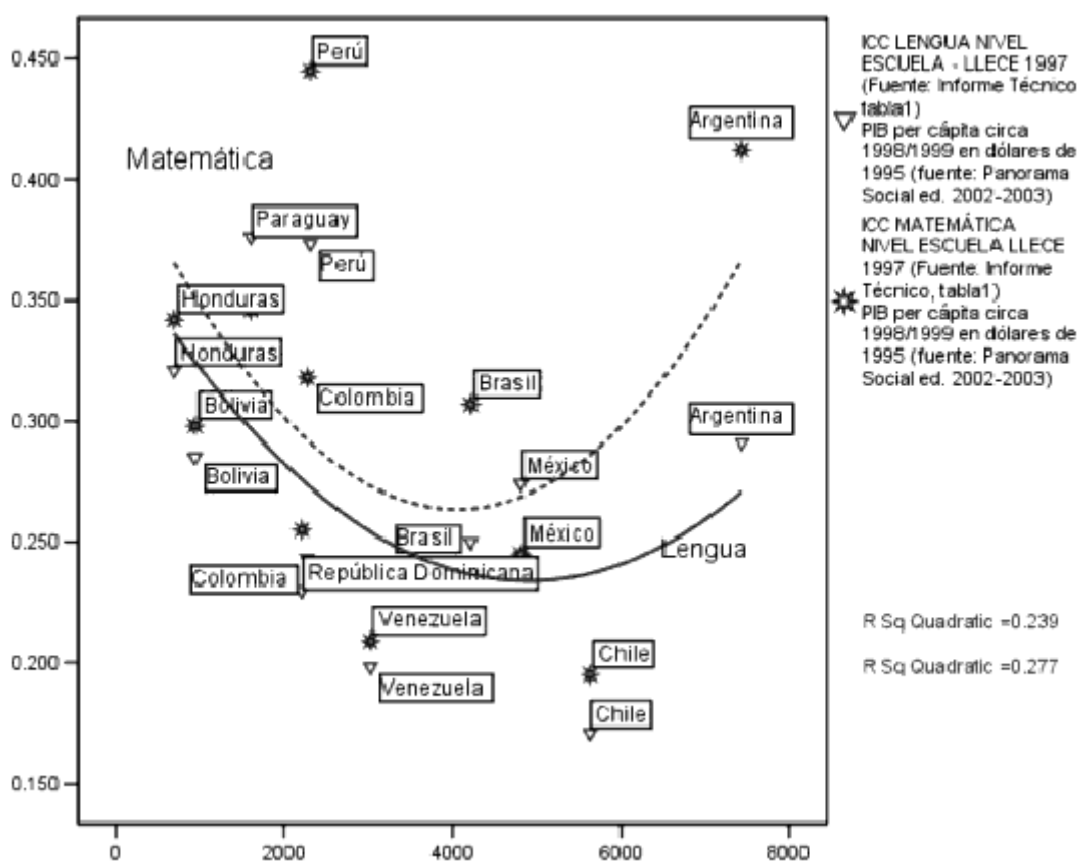 0.450
0.400
0.350
0.300
0.250
0.200
0.150
0
2000
4000
6000
8000
Matemática
Perú
Argentina
Paraguay
Perú
Honduras
Honduras
Colombia
Brasil
Bolivia
Argentina
Bolivia
México
Brasil
México
Lengua
Colombia
República Dominicana
Venezuela
Venezuela
Chile
Chile
ICC LENGUA NIVEL
ESCUELA - LLECE 1997
(Fuente: Informe Técnico
tabla1)
PIB per cápita circa
1998/1999 en dólares de
1995 (fuente: Panorama
Social ed. 2002-2003)
ICC MATEMÁTICA
NIVEL ESCUELA LLECE
1997 (Fuente: Informe
Técnico, tabla1)
PIB per cápita circa
1998/1999 en dólares de
1995 (fuente: Panorama
Social ed. 2002-2003)
R Sq Quadratic =0.239
R Sq Quadratic =0.277